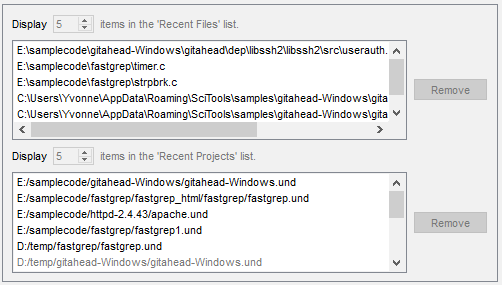 Display 5 items in the 'Recent Files' list.
E:\samplecode\gitahead-Windows\gitahead\dep\libssh2\libssh2\src\userauth.
E:\samplecode\fastgrep\timer.c
E:\samplecode\fastgrep\strpbrk.c
C:\Users\Yvonne\AppData\Roaming\SciTools\samples\gitahead-Windows\gita
C:\Users\Yvonne\AppData\Roaming\SciTools\samples\gitahead-Windows\gita
Remove
Display 5 items in the 'Recent Projects' list.
E:/samplecode/gitahead-Windows/gitahead-Windows.und
E:/samplecode/fastgrep/fastgrep_html/fastgrep/fastgrep.und
E:/samplecode/httpd-2.4.43/apache.und
E:/samplecode/fastgrep/fastgrep1.und
D:/temp/fastgrep/fastgrep.und
D:/temp/gitahead-Windows/gitahead-Windows.und
Remove